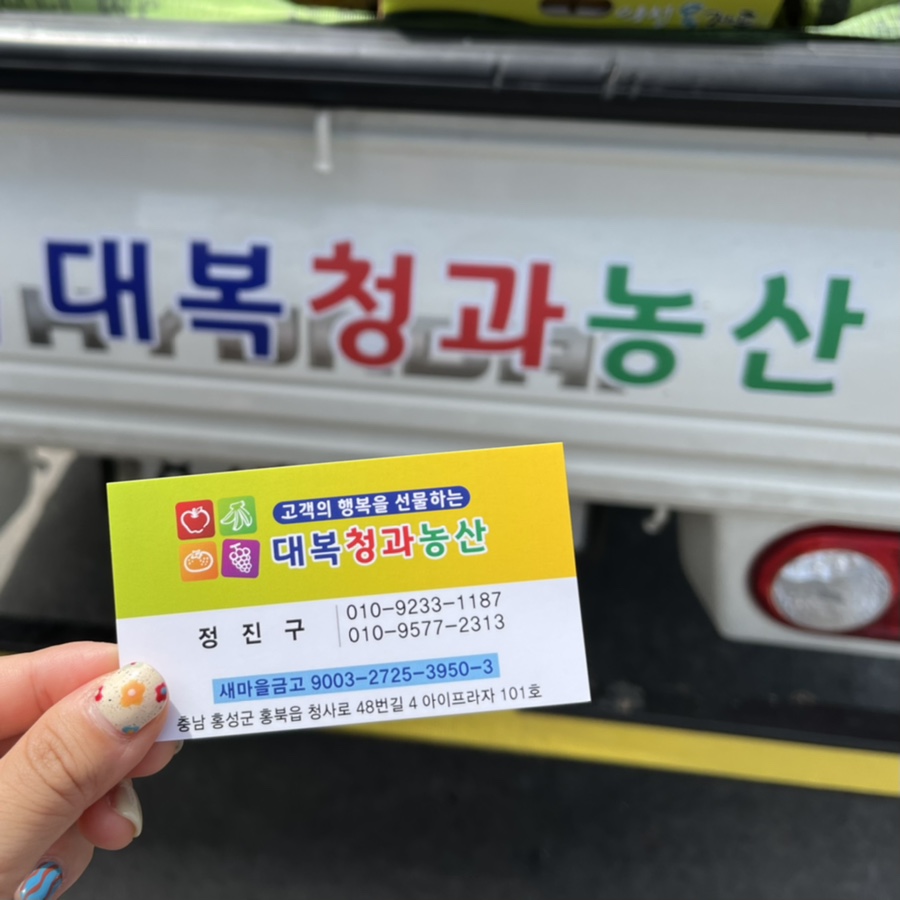 대복청과농산
고객의 행복을 선물하는
대복청과농산
정 진 구
010-9233-1187
010-9577-2313
새마을금고 9003-2725-3950-3
충남 홍성군 홍북읍 청사로 48번길 4 아이프라자 101호